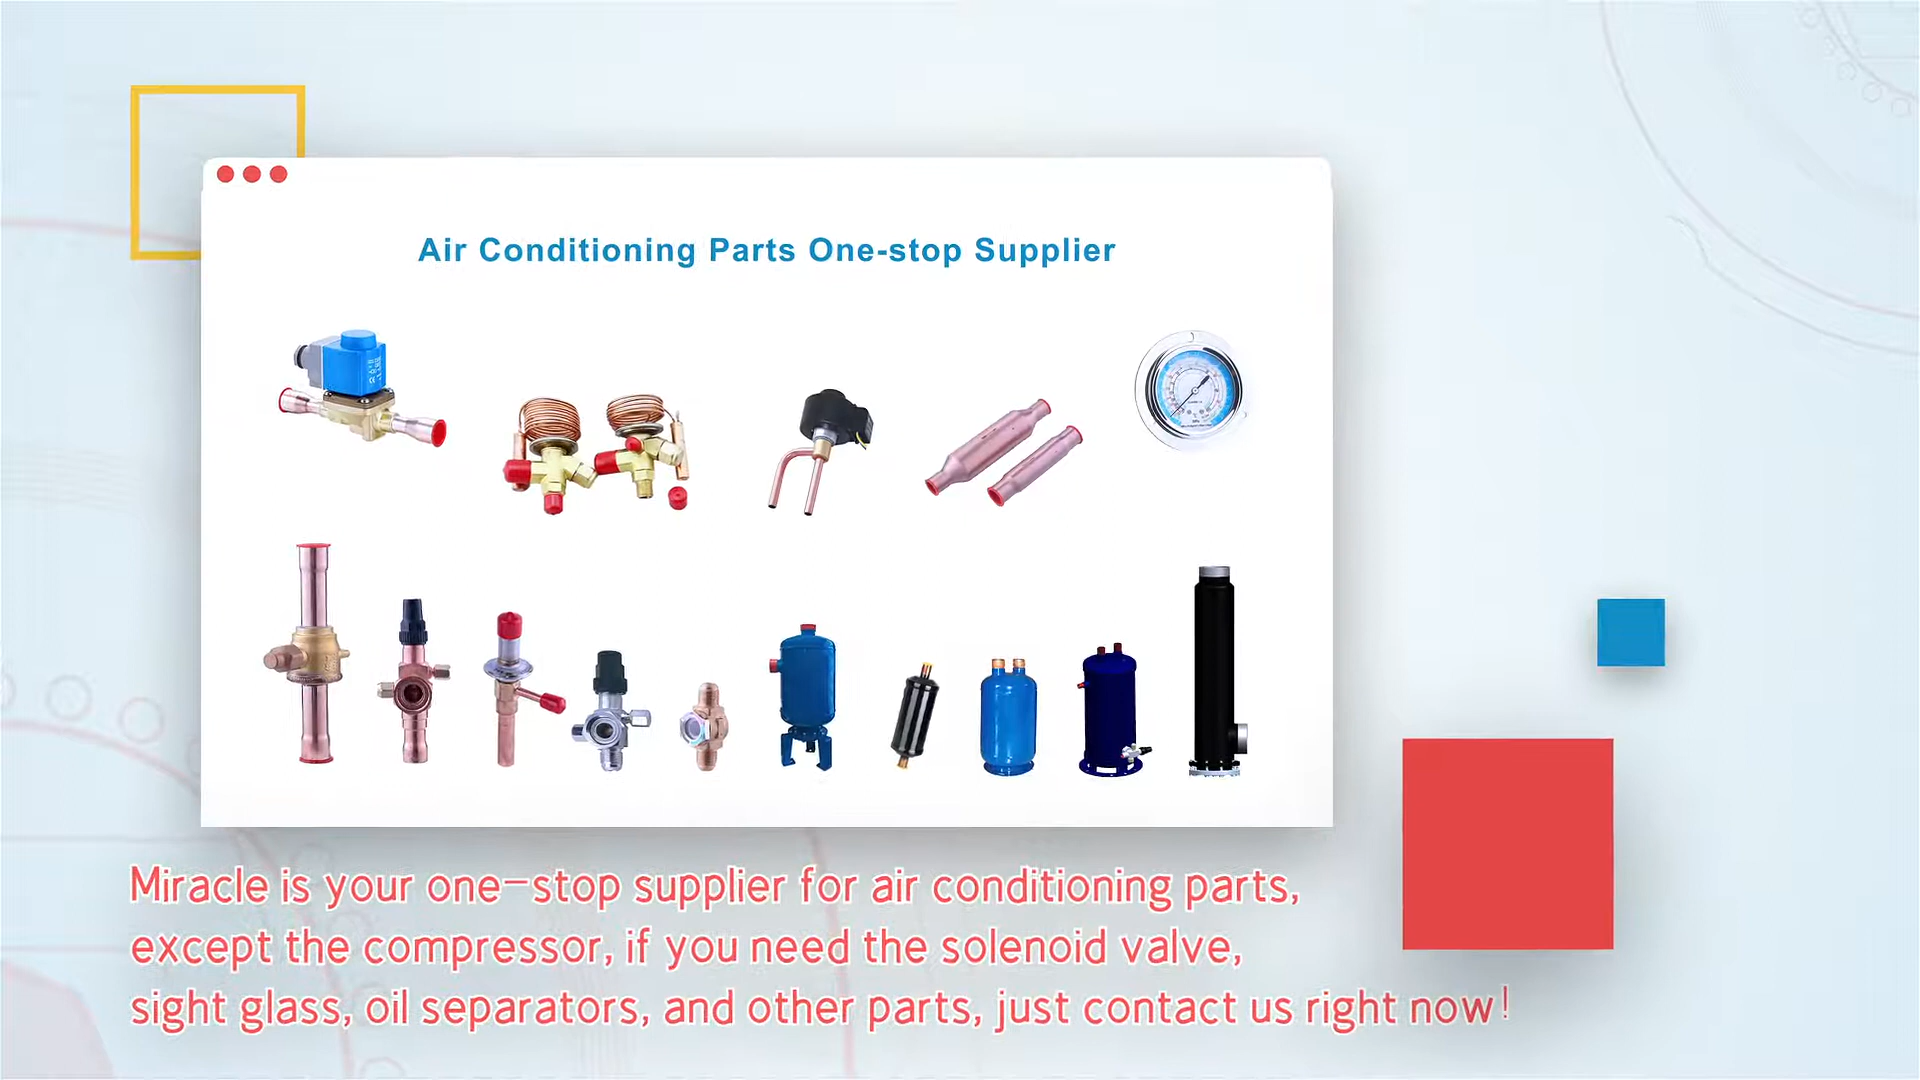 Air Conditioning Parts One-stop Supplier
Miracle is your one-stop supplier for air conditioning parts,
except the compressor, if you need the solenoid valve,
sight glass, oil separators, and other parts, just contact us right now!